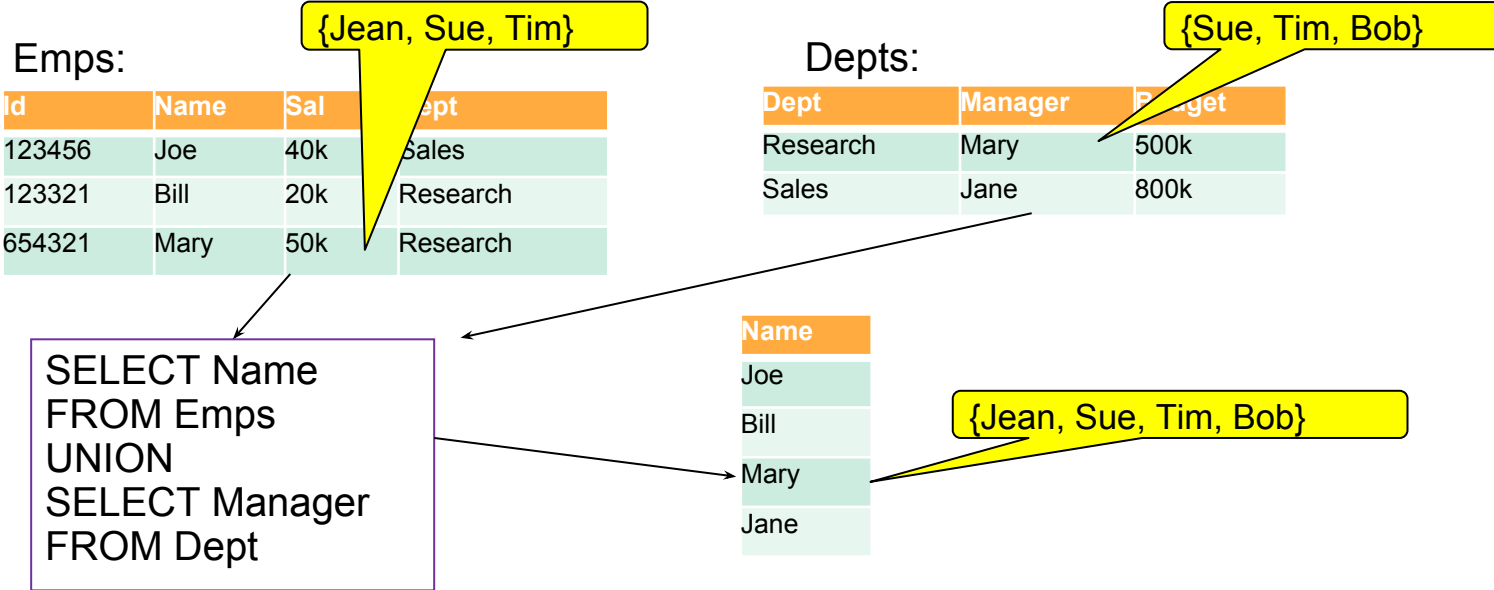 {Jean, Sue, Tim}
{Sue, Tim, Bob}
Emps:
Depts:
Id Name Sal
Dept Manager
123456 Joe 40k Sales
123321 Bill 20k Research
654321 Mary 50k Research
Research Mary 500k
Sales Jane 800k
SELECT Name
FROM Emps
UNION
SELECT Manager
FROM Dept
Name
Joe
Bill
Mary
Jane
{Jean, Sue, Tim, Bob}